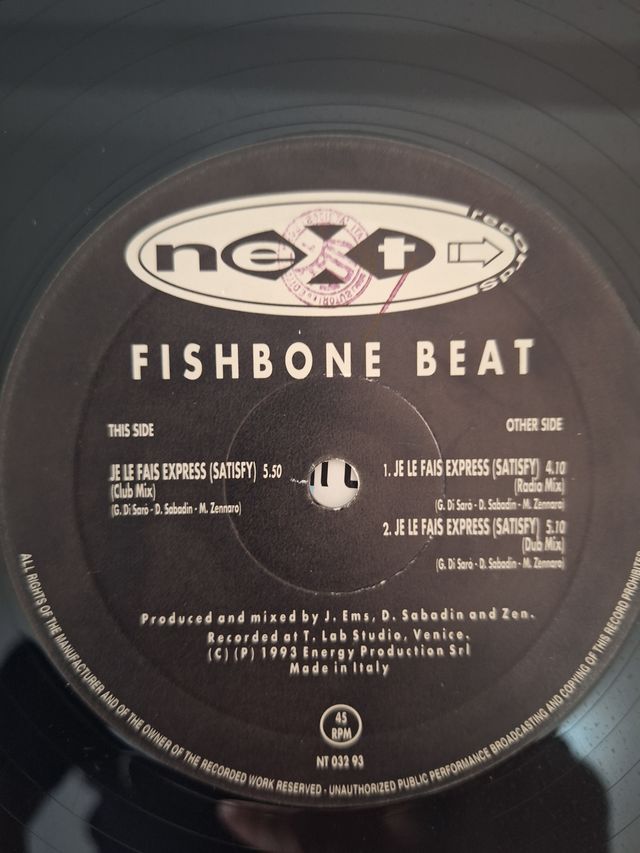 next records
FISHBONE BEAT
THIS SIDE
JE LE FAIS EXPRESS (SATISFY) 5.50
(Club Mix)
(G. Di Sarò - D. Sabadin - M. Zennaro)
OTHER SIDE
1. JE LE FAIS EXPRESS (SATISFY) 4.10
(Radio Mix)
(G. Di Sarò - D. Sabadin - M. Zennaro)
2. JE LE FAIS EXPRESS (SATISFY) 5.10
(Dub Mix)
(G. Di Sarò - D. Sabadin - M. Zennaro)
Produced and mixed by J. Ems, D. Sabadin and Zen.
Recorded at T. Lab Studio, Venice.
(C) (P) 1993 Energy Production Srl
Made in Italy
45
RPM
NT 032 93
ALL RIGHTS OF THE MANUFACTURER AND OF THE OWNER OF THE RECORDED WORK RESERVED - UNAUTHORIZED PUBLIC PERFORMANCE BROADCASTING AND COPYING OF THIS RECORD